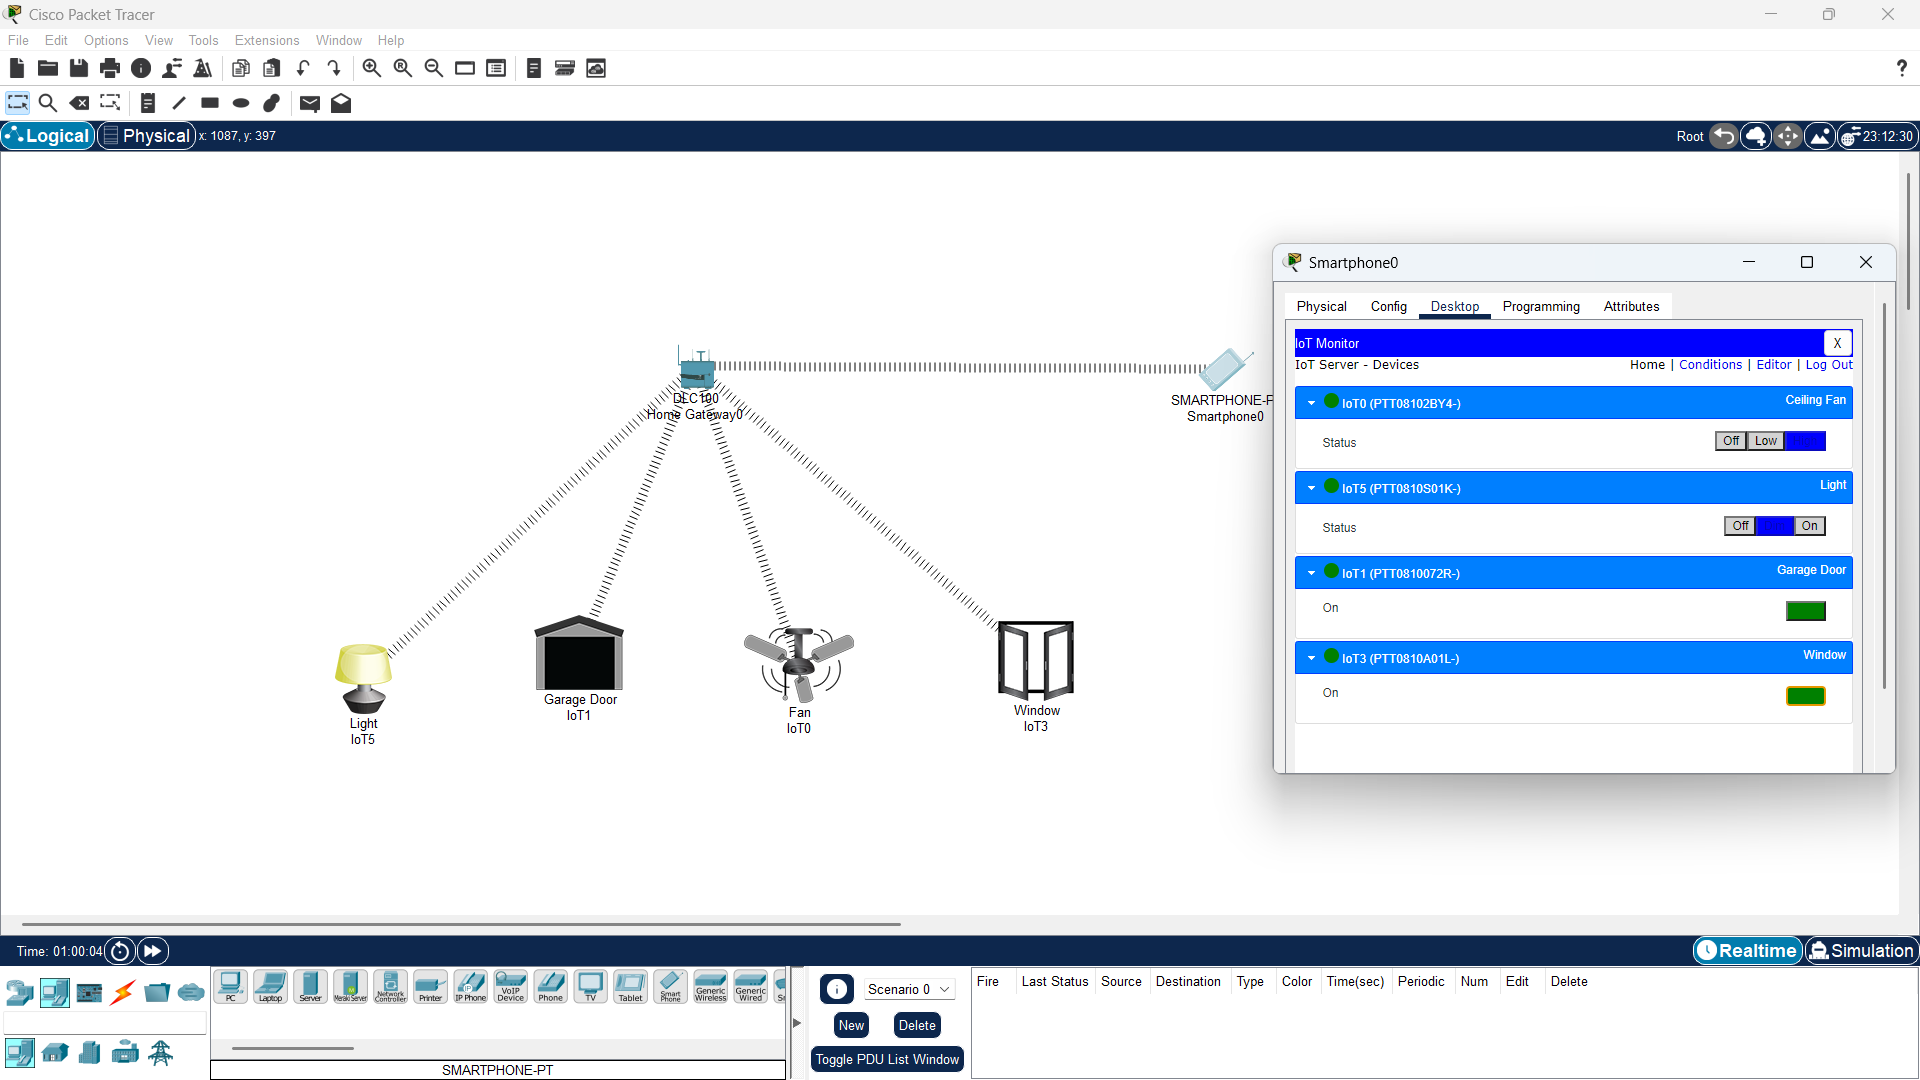 Cisco Packet Tracer
File Edit Options View Tools Extensions Window Help
?
Logical Physical x: 1087, y: 397 Root 23:12:30
DLC100
Home Gateway0
SMARTPHONE-P
Smartphone0
Light
IoT5
Garage Door
IoT1
Fan
IoT0
Window
IoT3
Smartphone0
Physical Config Desktop Programming Attributes
IoT Monitor X
IoT Server - Devices Home | Conditions | Editor | Log Out
IoT0 (PTT08102BY4-) Ceiling Fan
Status Off Low
IoT5 (PTT0810S01K-) Light
Status Off On
IoT1 (PTT0810072R-) Garage Door
On
IoT3 (PTT0810A01L-) Window
On
Time: 01:00:04 Realtime Simulation
PC Laptop Server Meraki Server Network Controller Printer IP Phone VoIP Device Phone TV Tablet Smart Phone Generic Wireless Generic Wired
SMARTPHONE-PT
Scenario 0
New Delete
Toggle PDU List Window
Fire Last Status Source Destination Type Color Time(sec) Periodic Num Edit Delete